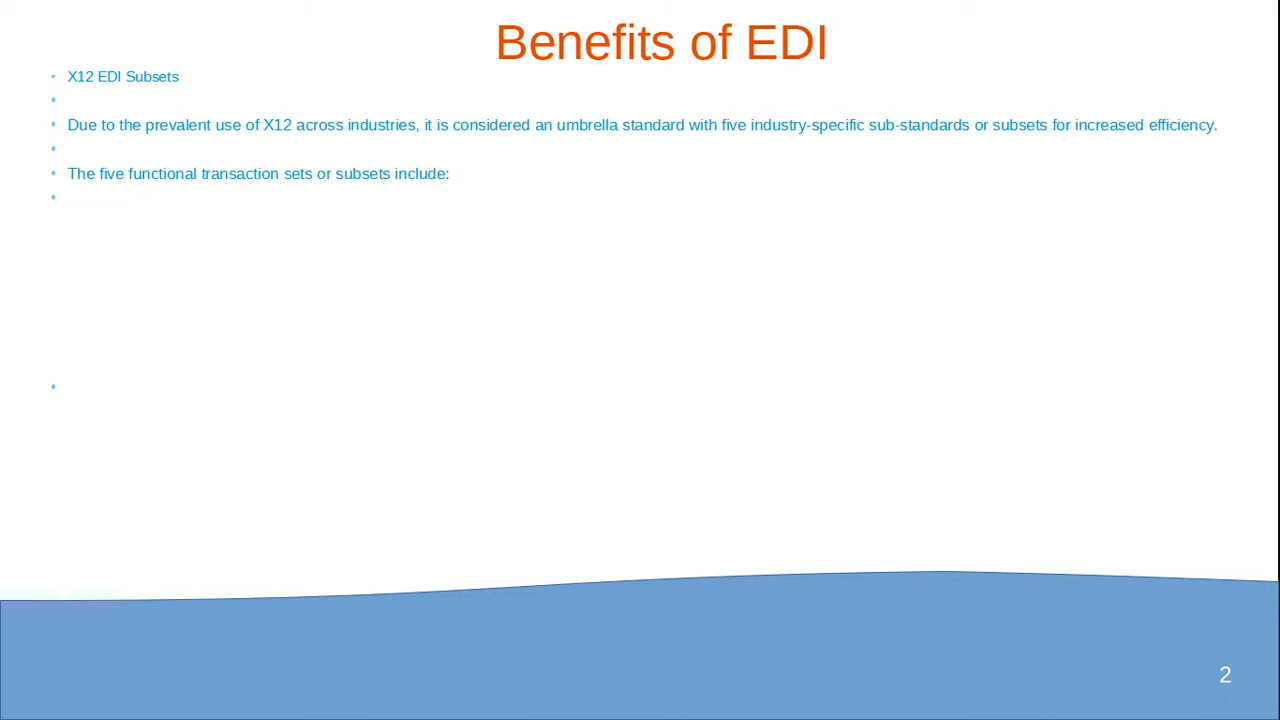 Benefits of EDI
X12 EDI Subsets
Due to the prevalent use of X12 across industries, it is considered an umbrella standard with five industry-specific sub-standards or subsets for increased efficiency.
The five functional transaction sets or subsets include:
2